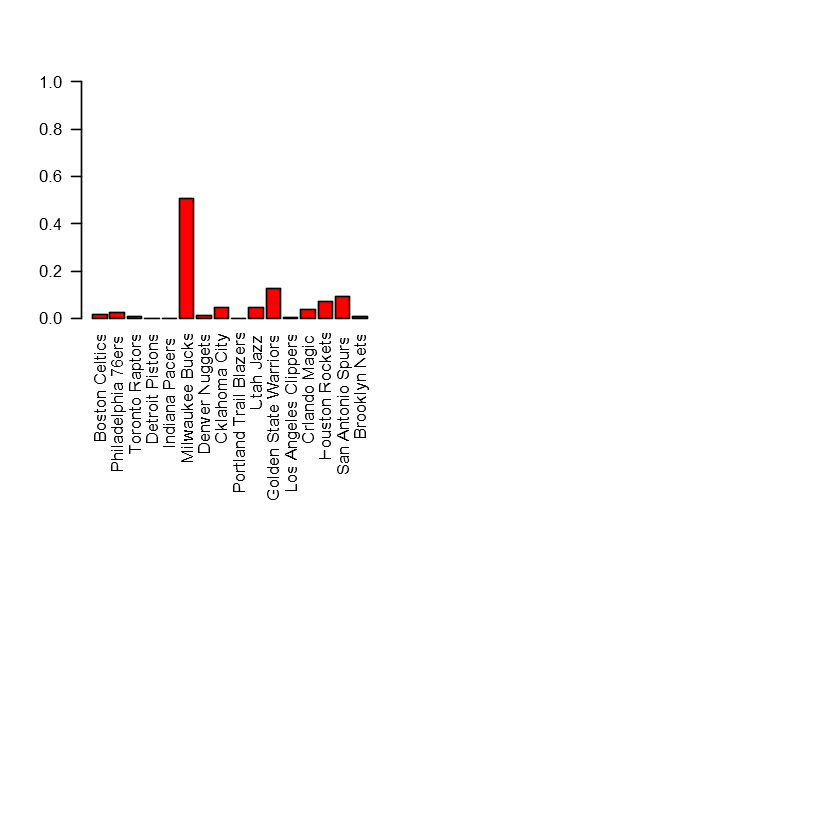 1.0
0.8
0.6
0.4
0.2
0.0
Boston Celtics
Philadelphia 76ers
Toronto Raptors
Detroit Pistons
Indiana Pacers
Milwaukee Bucks
Denver Nuggets
Oklahoma City
Portland Trail Blazers
Utah Jazz
Golden State Warriors
Los Angeles Clippers
Orlando Magic
Houston Rockets
San Antonio Spurs
Brooklyn Nets